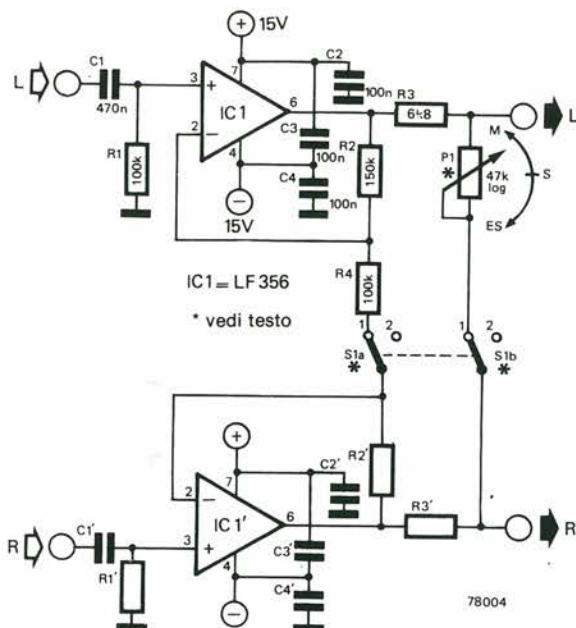 + 15V
C1
L
470n
R1
100k
3
+
7
IC1
2
−
4
6
− 15V
C2
100n
C3
100n
C4
100n
R2
150k
R3
6k8
L
M
P1
*
47k
log
S
ES
R4
100k
IC1 = LF 356
* vedi testo
1 2
S1a
*
1 2
S1b
*
+
2
−
7
IC1'
3
+
4
6
−
R
C1'
R1'
C2'
C3'
C4'
R2'
R3'
R
78004